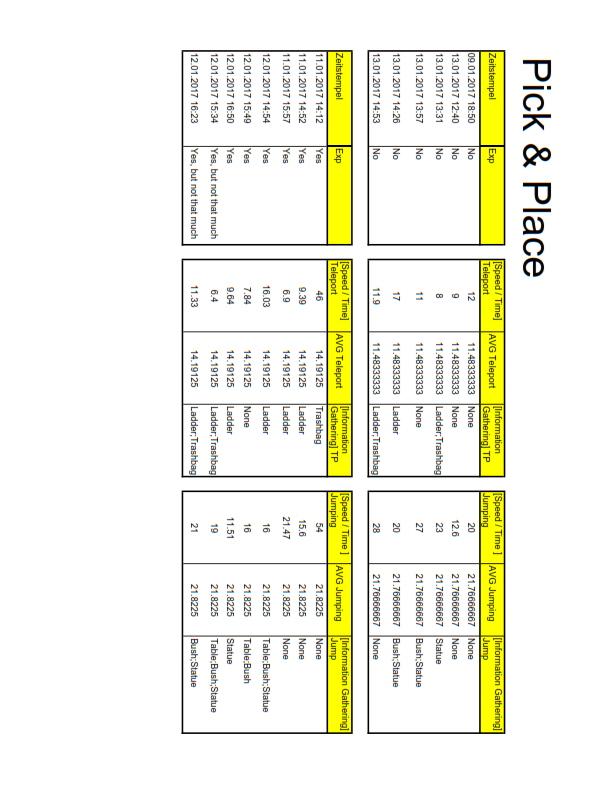 Pick & Place
Zeitstempel Exp [Speed / Time] Teleport AVG Teleport [Information Gathering] TP [Speed / Time ] Jumping AVG Jumping [Information Gathering] Jump
09.01.2017 18:50 No 12 11.48333333 None 20 21.76666667 None
13.01.2017 12:40 No 9 11.48333333 None 12.6 21.76666667 None
13.01.2017 13:31 No 8 11.48333333 Ladder;Trashbag 23 21.76666667 Statue
13.01.2017 13:57 No 11 11.48333333 None 27 21.76666667 Bush;Statue
13.01.2017 14:26 No 17 11.48333333 Ladder 20 21.76666667 Bush;Statue
13.01.2017 14:53 No 11.9 11.48333333 Ladder;Trashbag 28 21.76666667 None
Zeitstempel Exp [Speed / Time] Teleport AVG Teleport [Information Gathering] TP [Speed / Time ] Jumping AVG Jumping [Information Gathering] Jump
11.01.2017 14:12 Yes 46 14.19125 Trashbag 54 21.8225 None
11.01.2017 14:52 Yes 9.39 14.19125 Ladder 15.6 21.8225 None
11.01.2017 15:57 Yes 6.9 14.19125 Ladder 21.47 21.8225 None
12.01.2017 14:54 Yes 16.03 14.19125 Ladder 16 21.8225 Table;Bush;Statue
12.01.2017 15:49 Yes 7.84 14.19125 None 16 21.8225 Table;Bush
12.01.2017 16:50 Yes 9.64 14.19125 Ladder 11.51 21.8225 Statue
12.01.2017 15:34 Yes, but not that much 6.4 14.19125 Ladder;Trashbag 19 21.8225 Table;Bush;Statue
12.01.2017 16:23 Yes, but not that much 11.33 14.19125 Ladder;Trashbag 21 21.8225 Bush;Statue